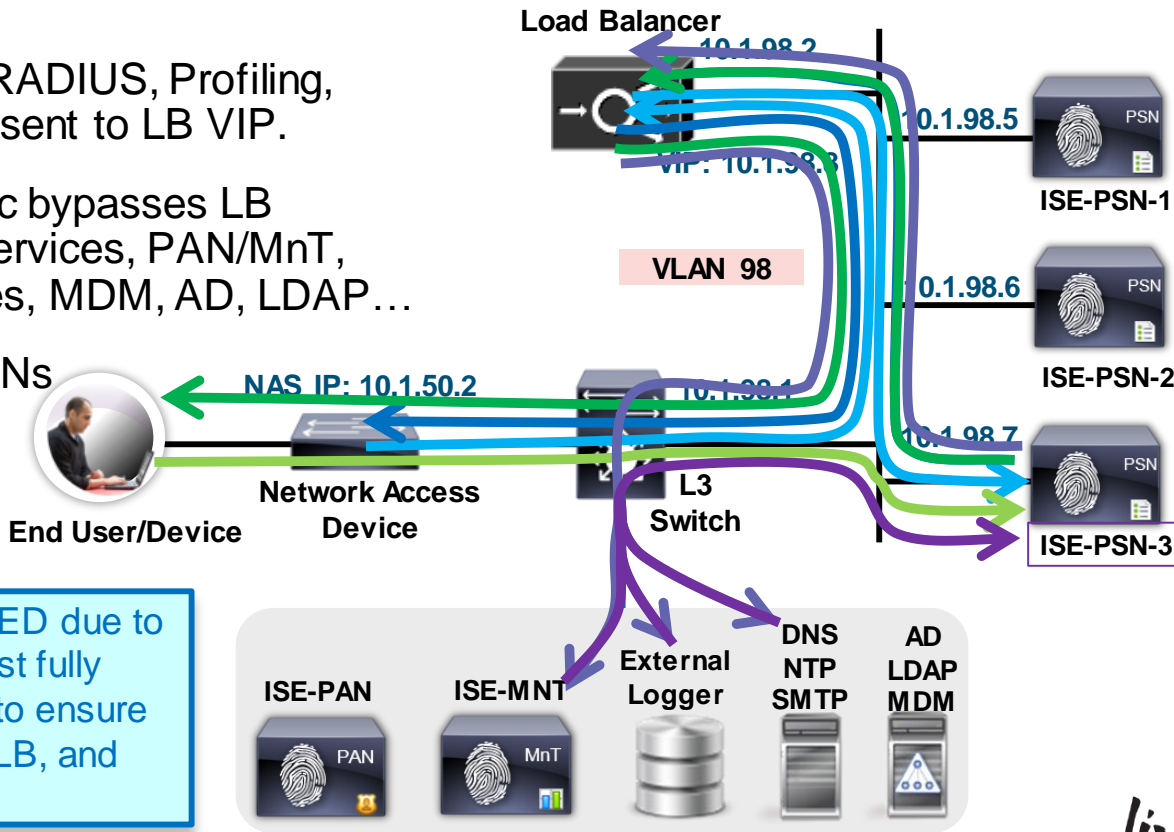 Load Balancer
10.1.98.2
RADIUS, Profiling,
sent to LB VIP.
10.1.98.5
PSN
VIP: 10.1.98.8
ISE-PSN-1
c bypasses LB
ervices, PAN/MnT,
es, MDM, AD, LDAP…
VLAN 98
10.1.98.6
PSN
ISE-PSN-2
Ns
NAS IP: 10.1.50.2
10.1.98.1
10.1.98.7
PSN
End User/Device
Network Access
Device
L3
Switch
ISE-PSN-3
ED due to
st fully
to ensure
LB, and
ISE-PAN
PAN
ISE-MNT
MnT
External
Logger
DNS
NTP
SMTP
AD
LDAP
MDM